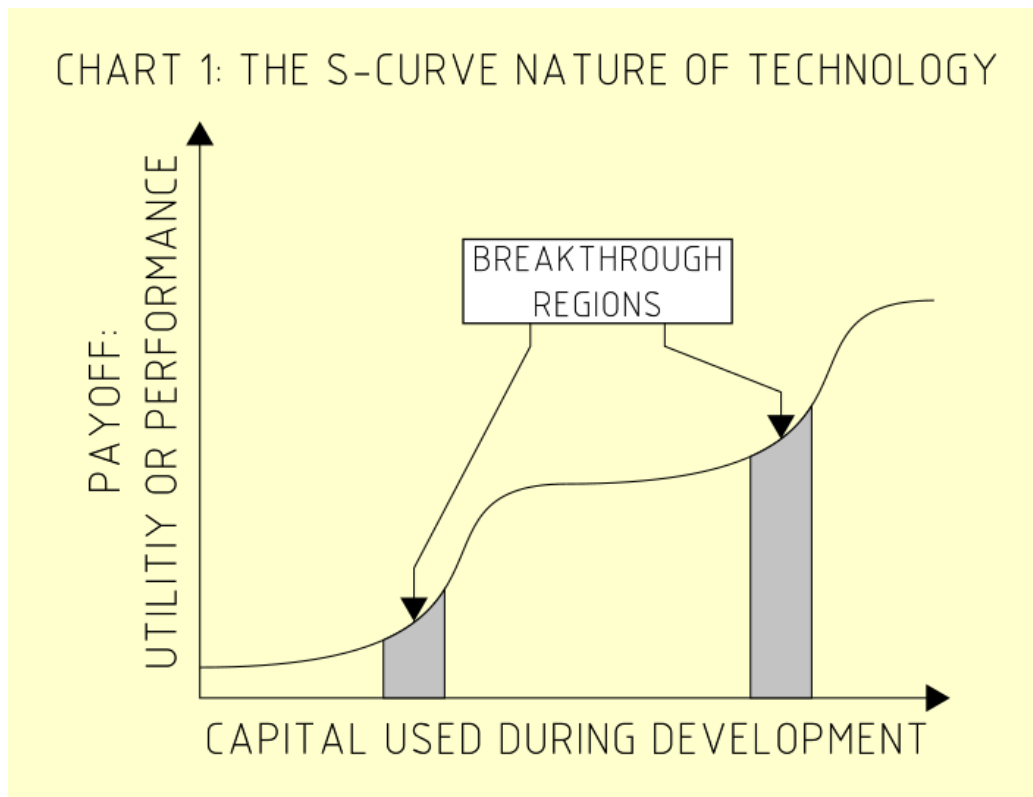 CHART 1: THE S-CURVE NATURE OF TECHNOLOGY
PAYOFF:
UTILITIY OR PERFORMANCE
BREAKTHROUGH
REGIONS
CAPITAL USED DURING DEVELOPMENT